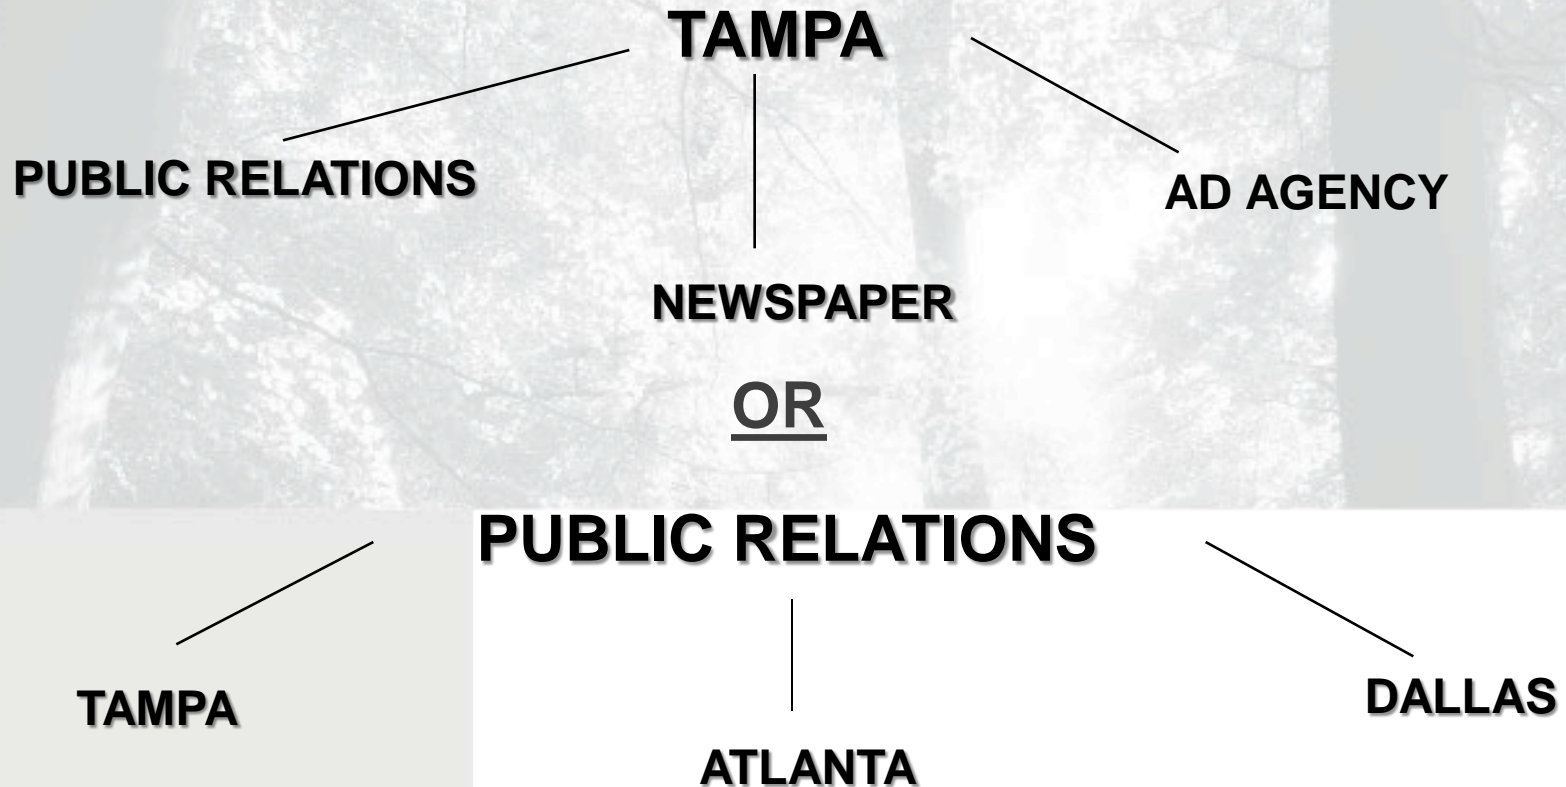 TAMPA
PUBLIC RELATIONS
AD AGENCY
NEWSPAPER
OR
PUBLIC RELATIONS
TAMPA
DALLAS
ATLANTA